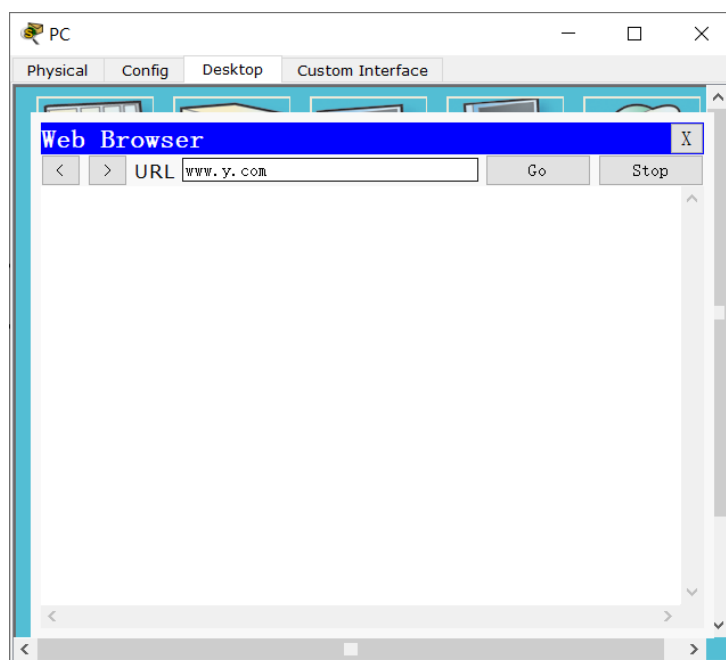 PC
Physical Config Desktop Custom Interface
Web Browser
X
< > URL www.y.com Go Stop